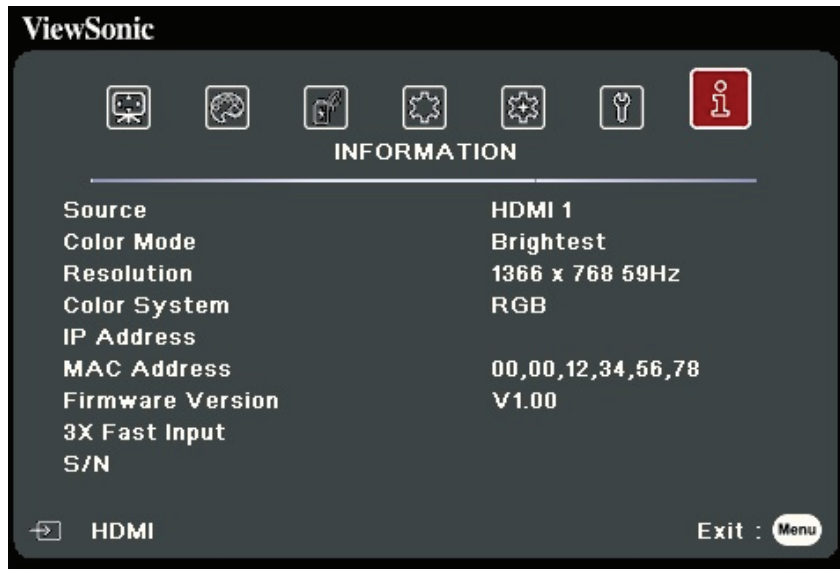 ViewSonic
INFORMATION
Source HDMI 1
Color Mode Brightest
Resolution 1366 x 768 59Hz
Color System RGB
IP Address
MAC Address 00,00,12,34,56,78
Firmware Version V1.00
3X Fast Input
S/N
HDMI Exit : Menu